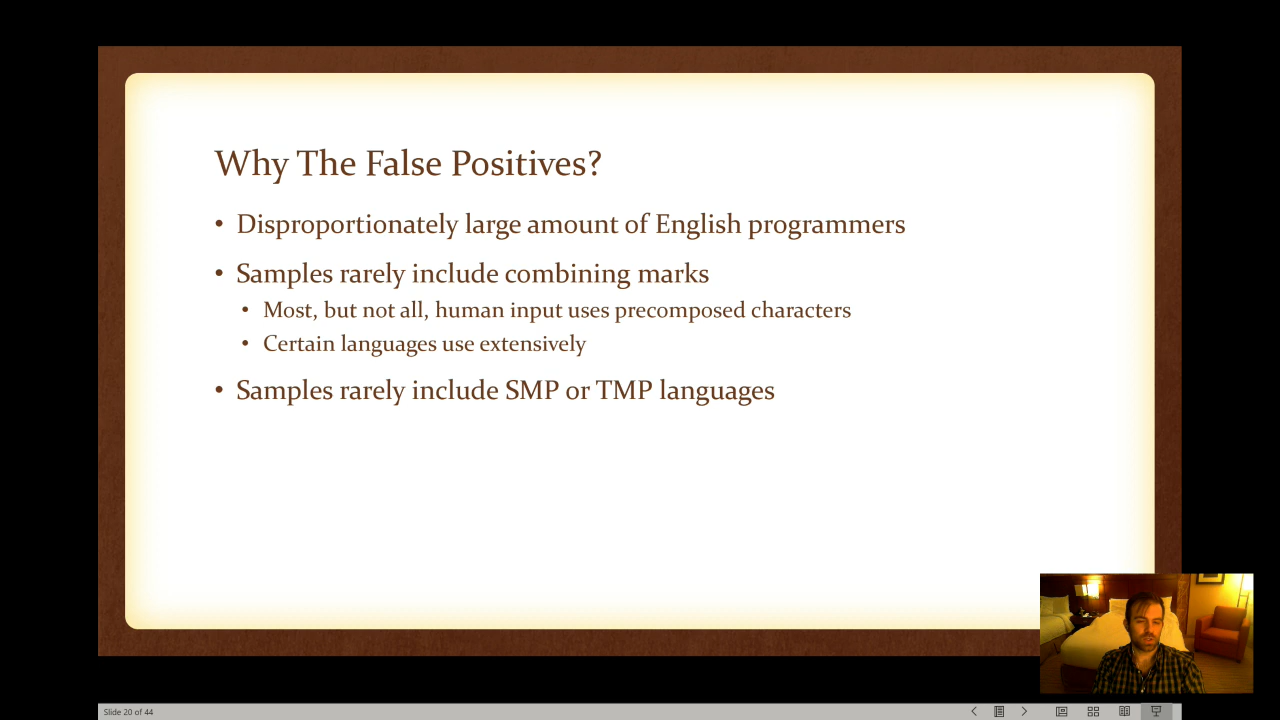 Why The False Positives?
• Disproportionately large amount of English programmers
• Samples rarely include combining marks
• Most, but not all, human input uses precomposed characters
• Certain languages use extensively
• Samples rarely include SMP or TMP languages
Slide 20 of 44